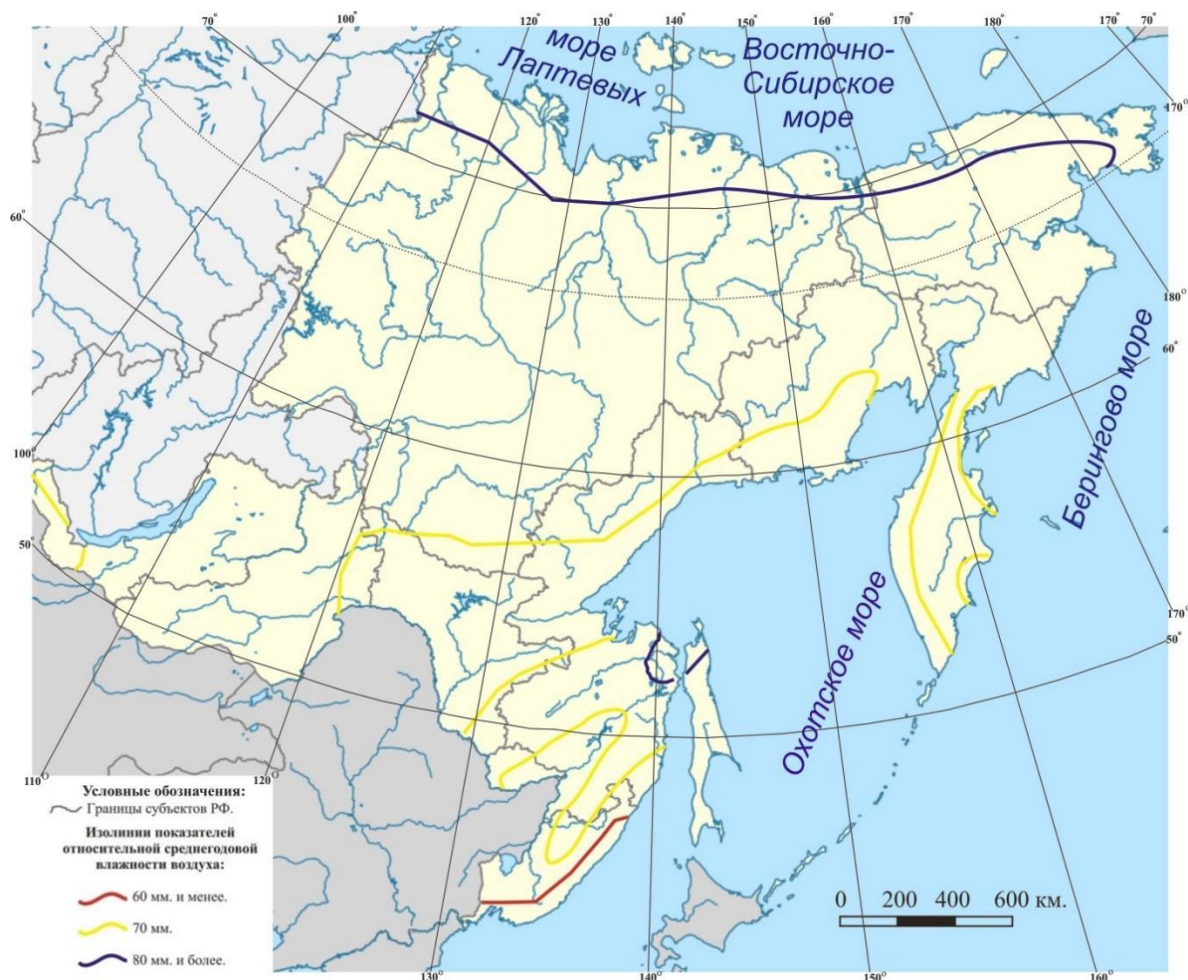 70°
100°
120°
130°
140°
150°
160°
170°
180°
170°
70°
море
Лаптевых
Восточно-
Сибирское
море
170°
60°
180°
60°
Берингово море
100°
50°
Охотское море
170°
50°
110°
120°
Условные обозначения:
Границы субъектов РФ.
Изолинии показателей
относительной среднегодовой
влажности воздуха:
60 мм. и менее.
70 мм.
80 мм. и более.
0 200 400 600 км.
130°
140°
150°
160°